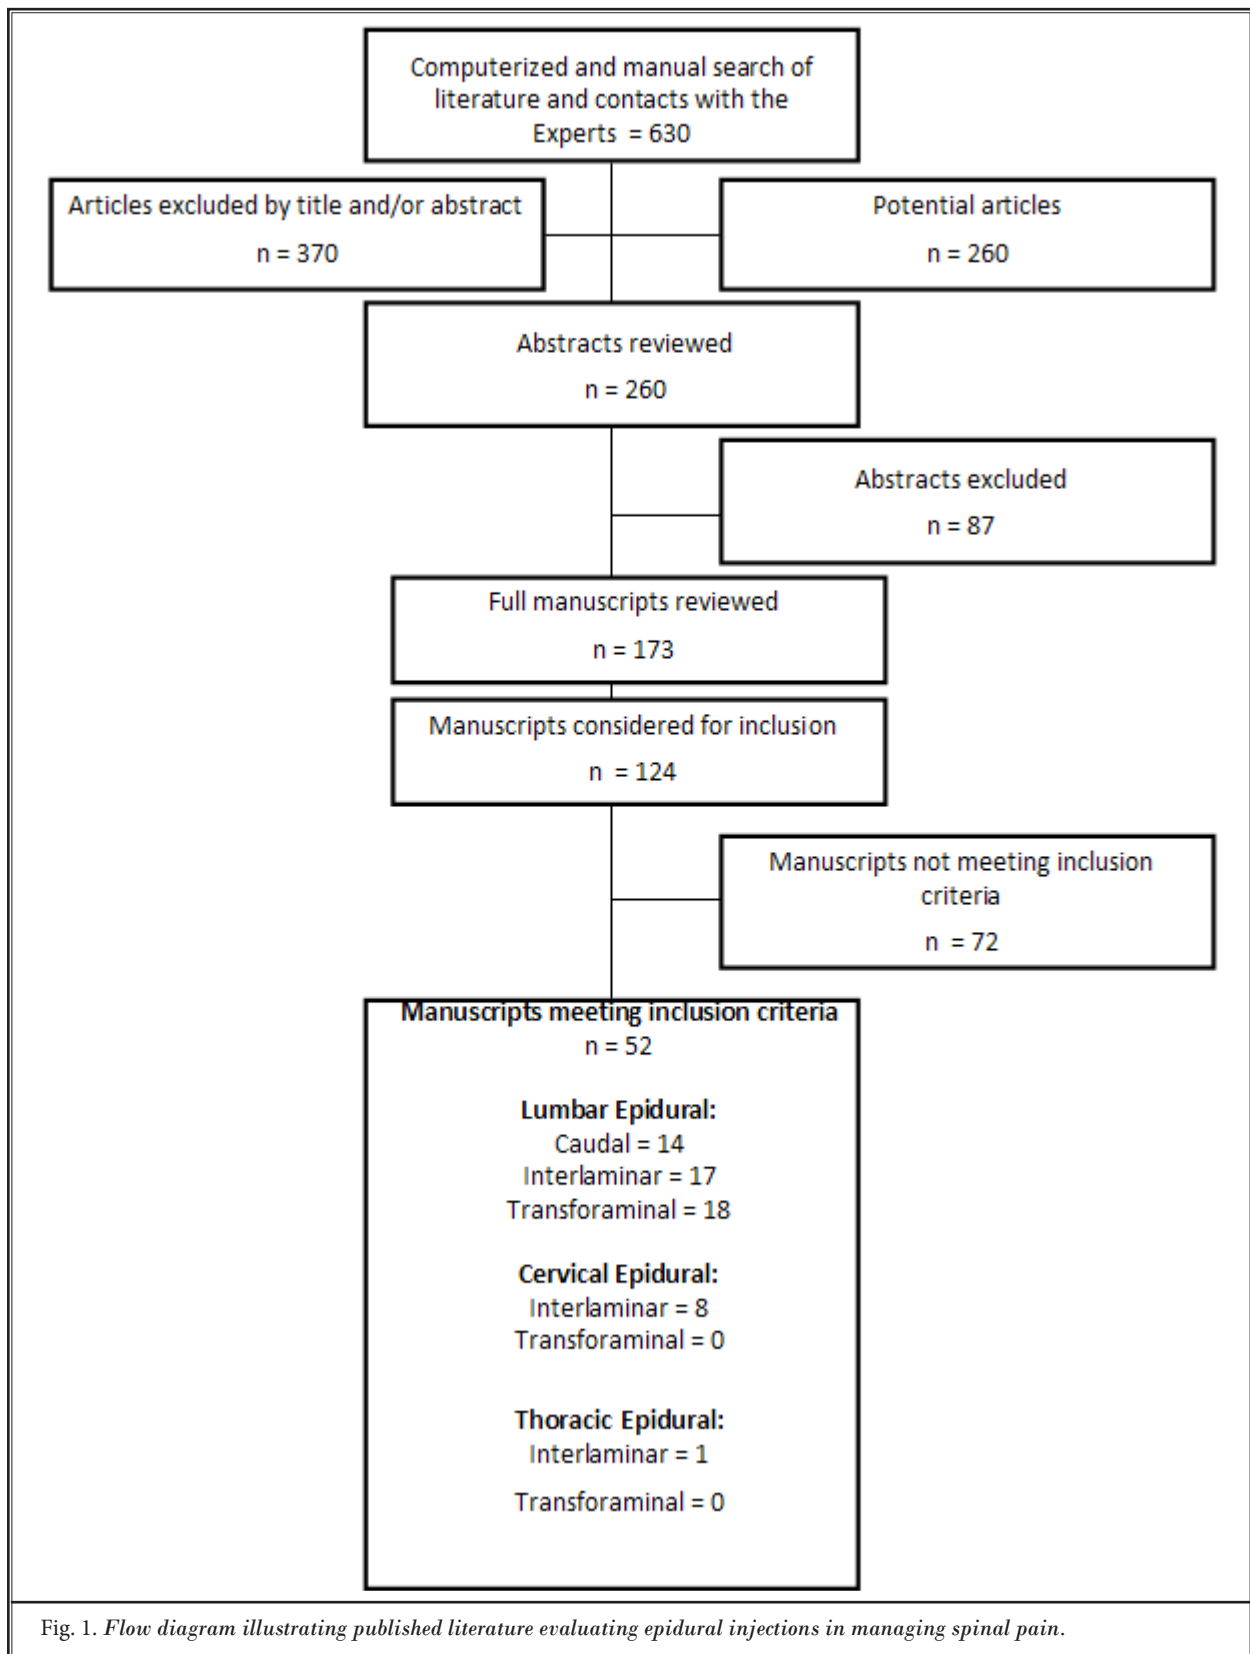 Computerized and manual search of
literature and contacts with the
Experts = 630
Articles excluded by title and/or abstract
n = 370
Potential articles
n = 260
Abstracts reviewed
n = 260
Abstracts excluded
n = 87
Full manuscripts reviewed
n = 173
Manuscripts considered for inclusion
n = 124
Manuscripts not meeting inclusion
criteria
n = 72
Manuscripts meeting inclusion criteria
n = 52
Lumbar Epidural:
Caudal = 14
Interlaminar = 17
Transforaminal = 18
Cervical Epidural:
Interlaminar = 8
Transforaminal = 0
Thoracic Epidural:
Interlaminar = 1
Transforaminal = 0
Fig. 1. Flow diagram illustrating published literature evaluating epidural injections in managing spinal pain.